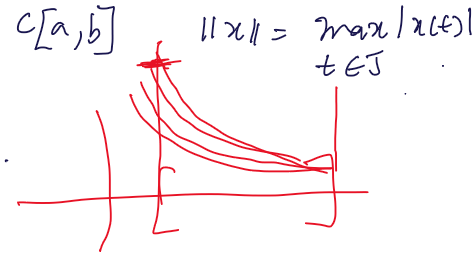 C[a,b] ||x|| = max |x(t)|
t ∈ J